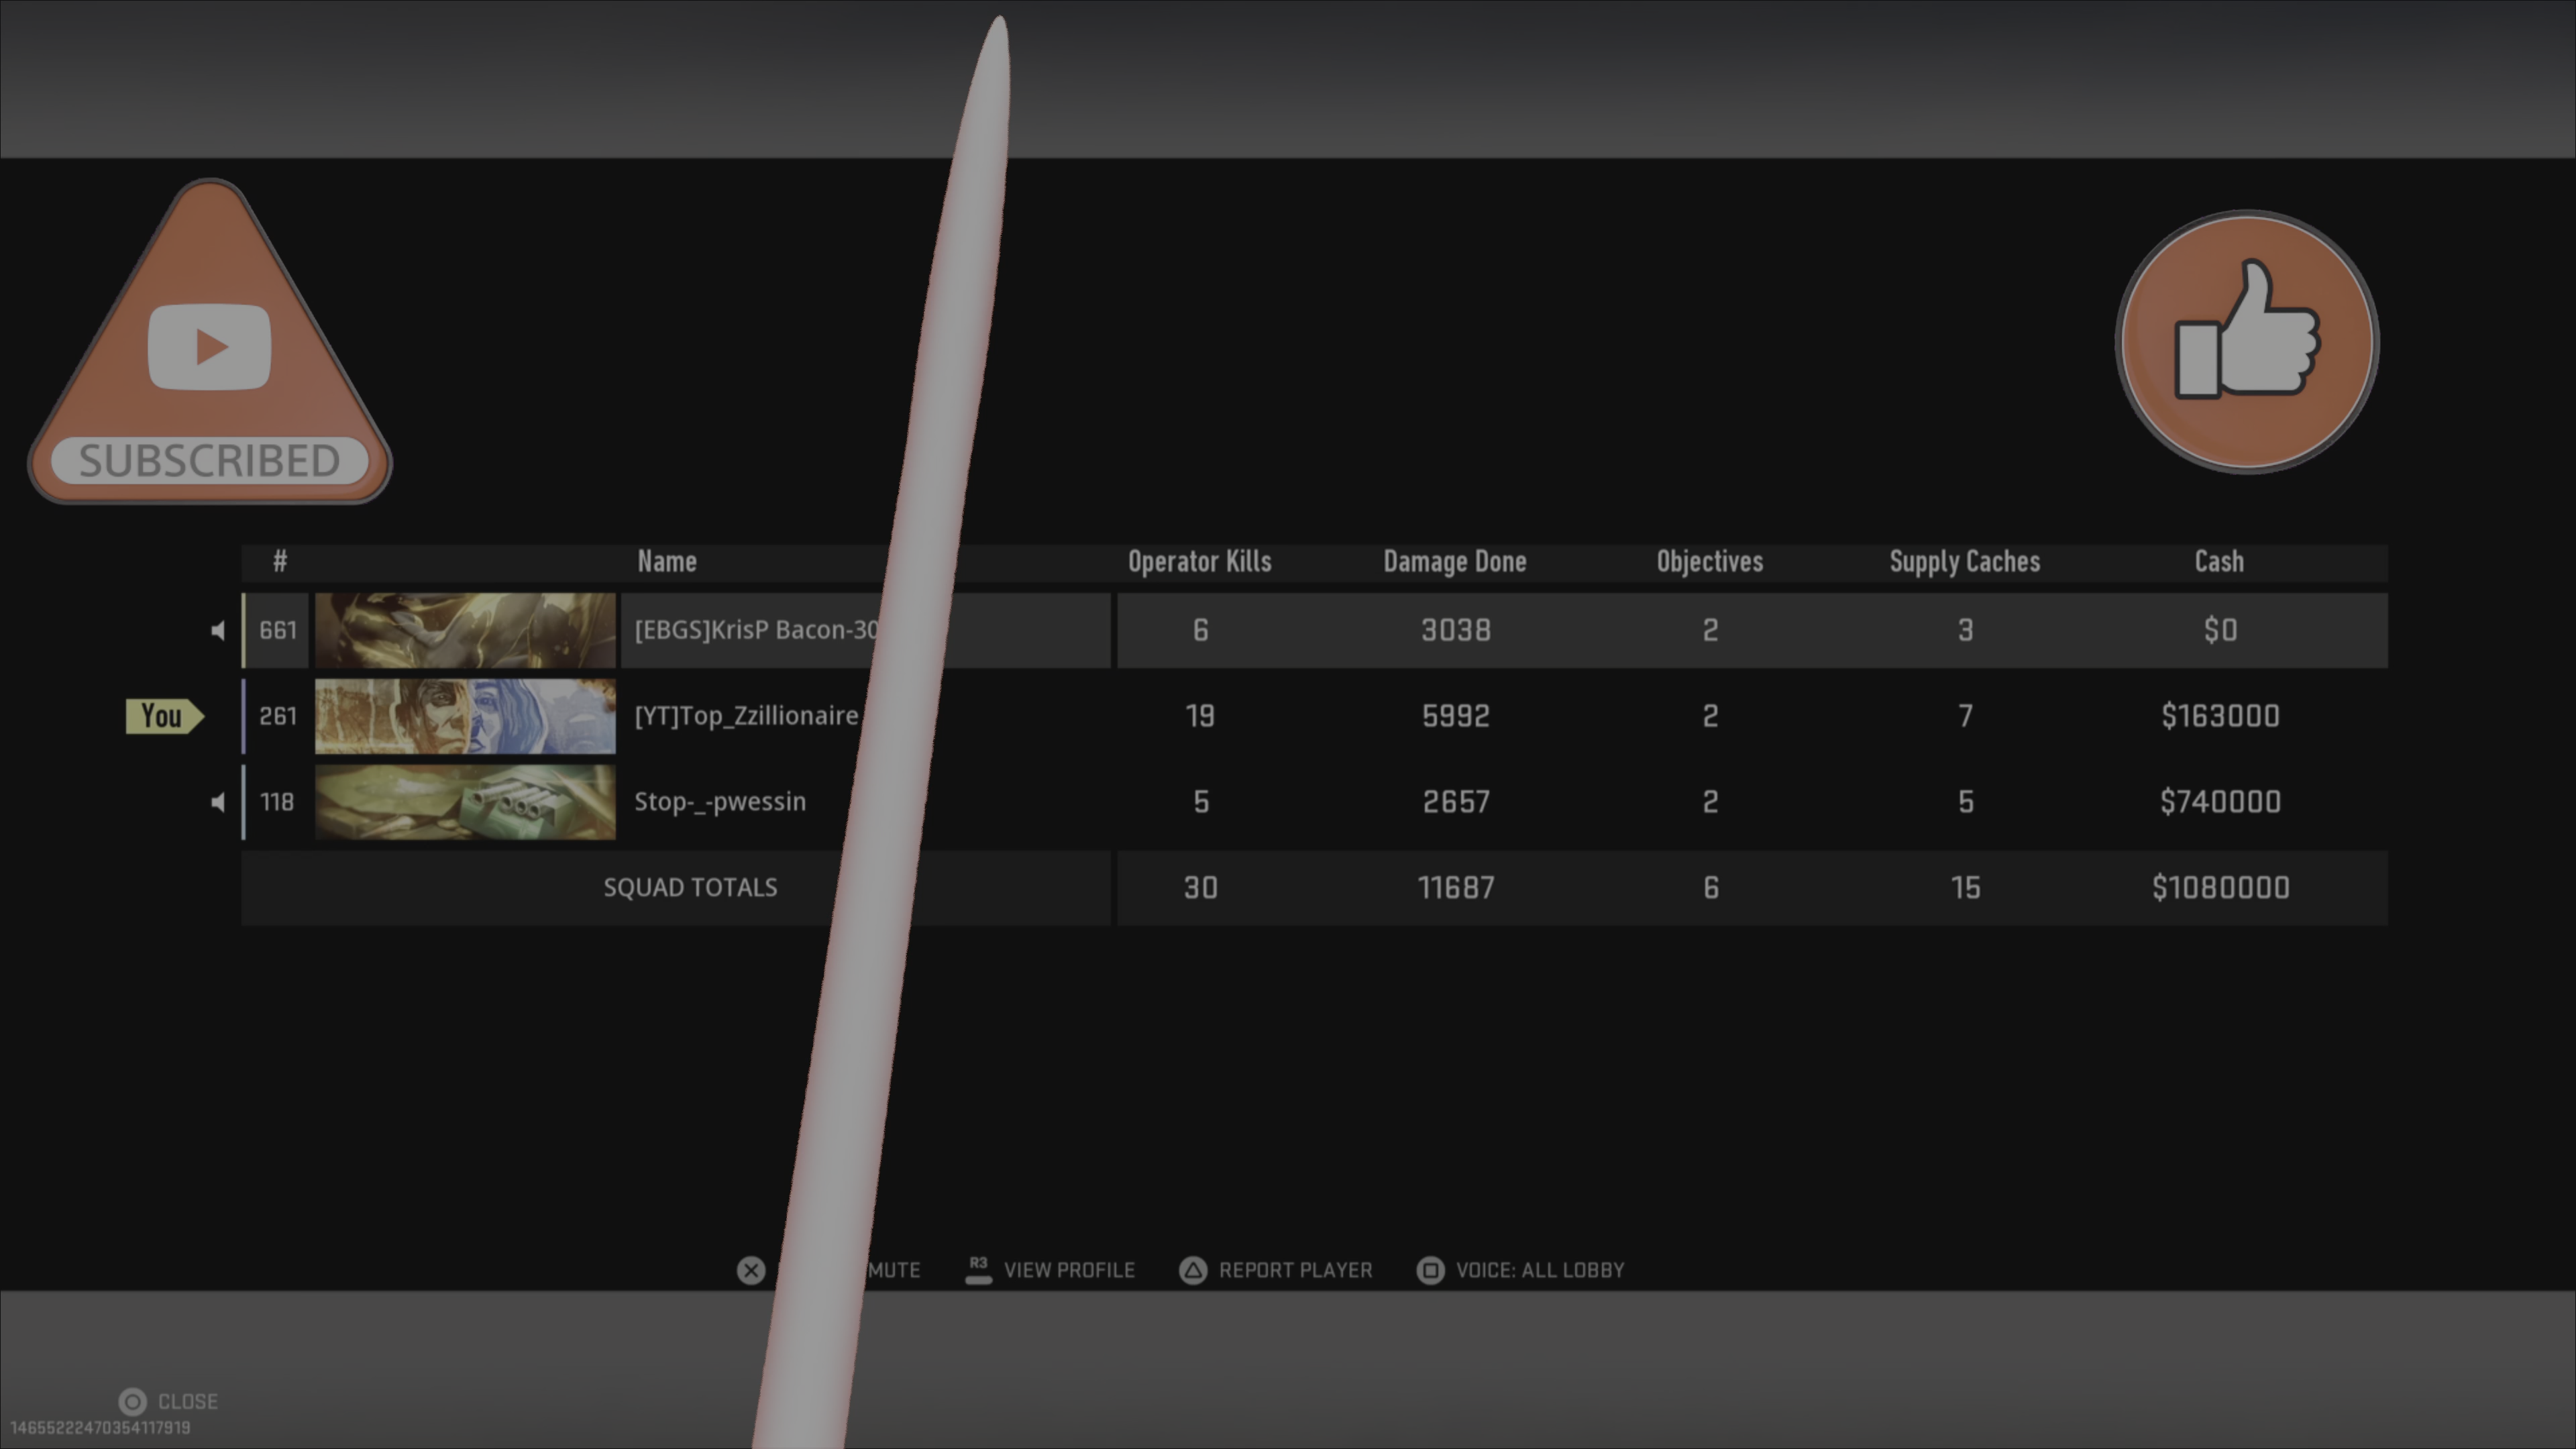 SUBSCRIBED
# Name Operator Kills Damage Done Objectives Supply Caches Cash
661 [EBGS]KrisP Bacon-30 6 3038 2 3 $0
You 261 [YT]Top_Zzillionaire 19 5992 2 7 $163000
118 Stop-_-pwessin 5 2657 2 5 $740000
SQUAD TOTALS 30 11687 6 15 $1080000
MUTE R3 VIEW PROFILE REPORT PLAYER VOICE: ALL LOBBY
CLOSE
14655222470354117919